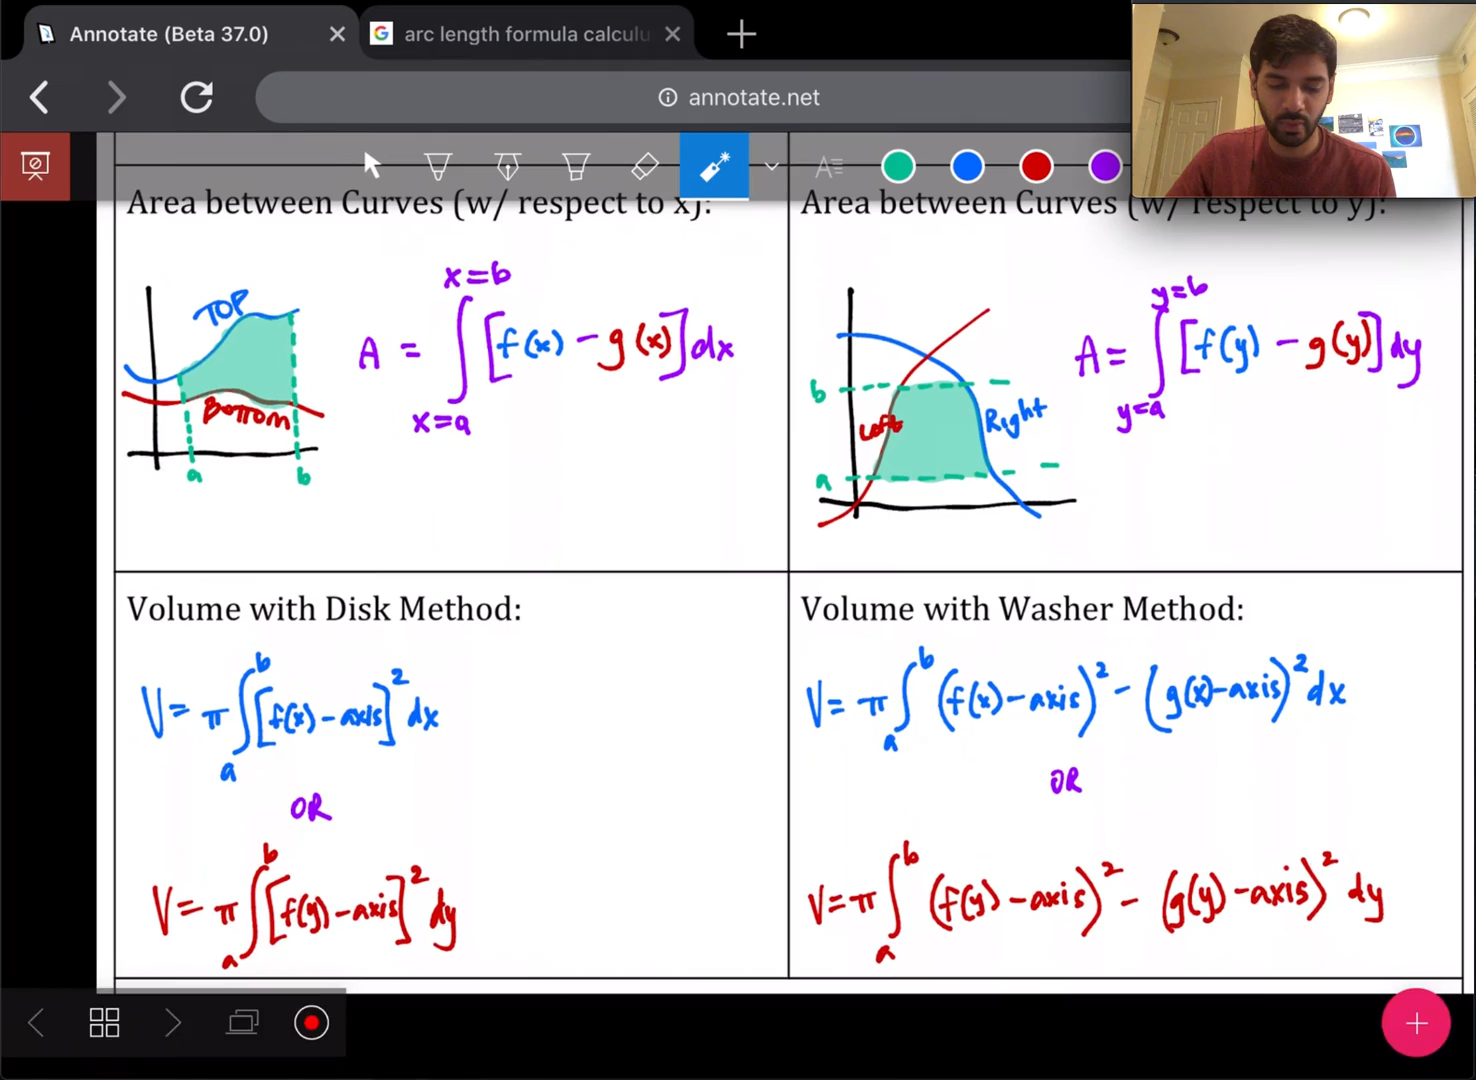 Annotate (Beta 37.0)
arc length formula calculu
annotate.net
Area between Curves (w/ respect to x):
TOP
Bottom
a
b
x=b
A = ∫ [f(x) - g(x)] dx
x=a
Area between Curves (w/ respect to y):
b
a
Left
Right
y=b
A = ∫ [f(y) - g(y)] dy
y=a
Volume with Disk Method:
b
V = π ∫ [f(x) - axis]² dx
a
OR
b
V = π ∫ [f(y) - axis]² dy
a
Volume with Washer Method:
b
V = π ∫ (f(x) - axis)² - (g(x) - axis)² dx
a
OR
b
V = π ∫ (f(y) - axis)² - (g(y) - axis)² dy
a